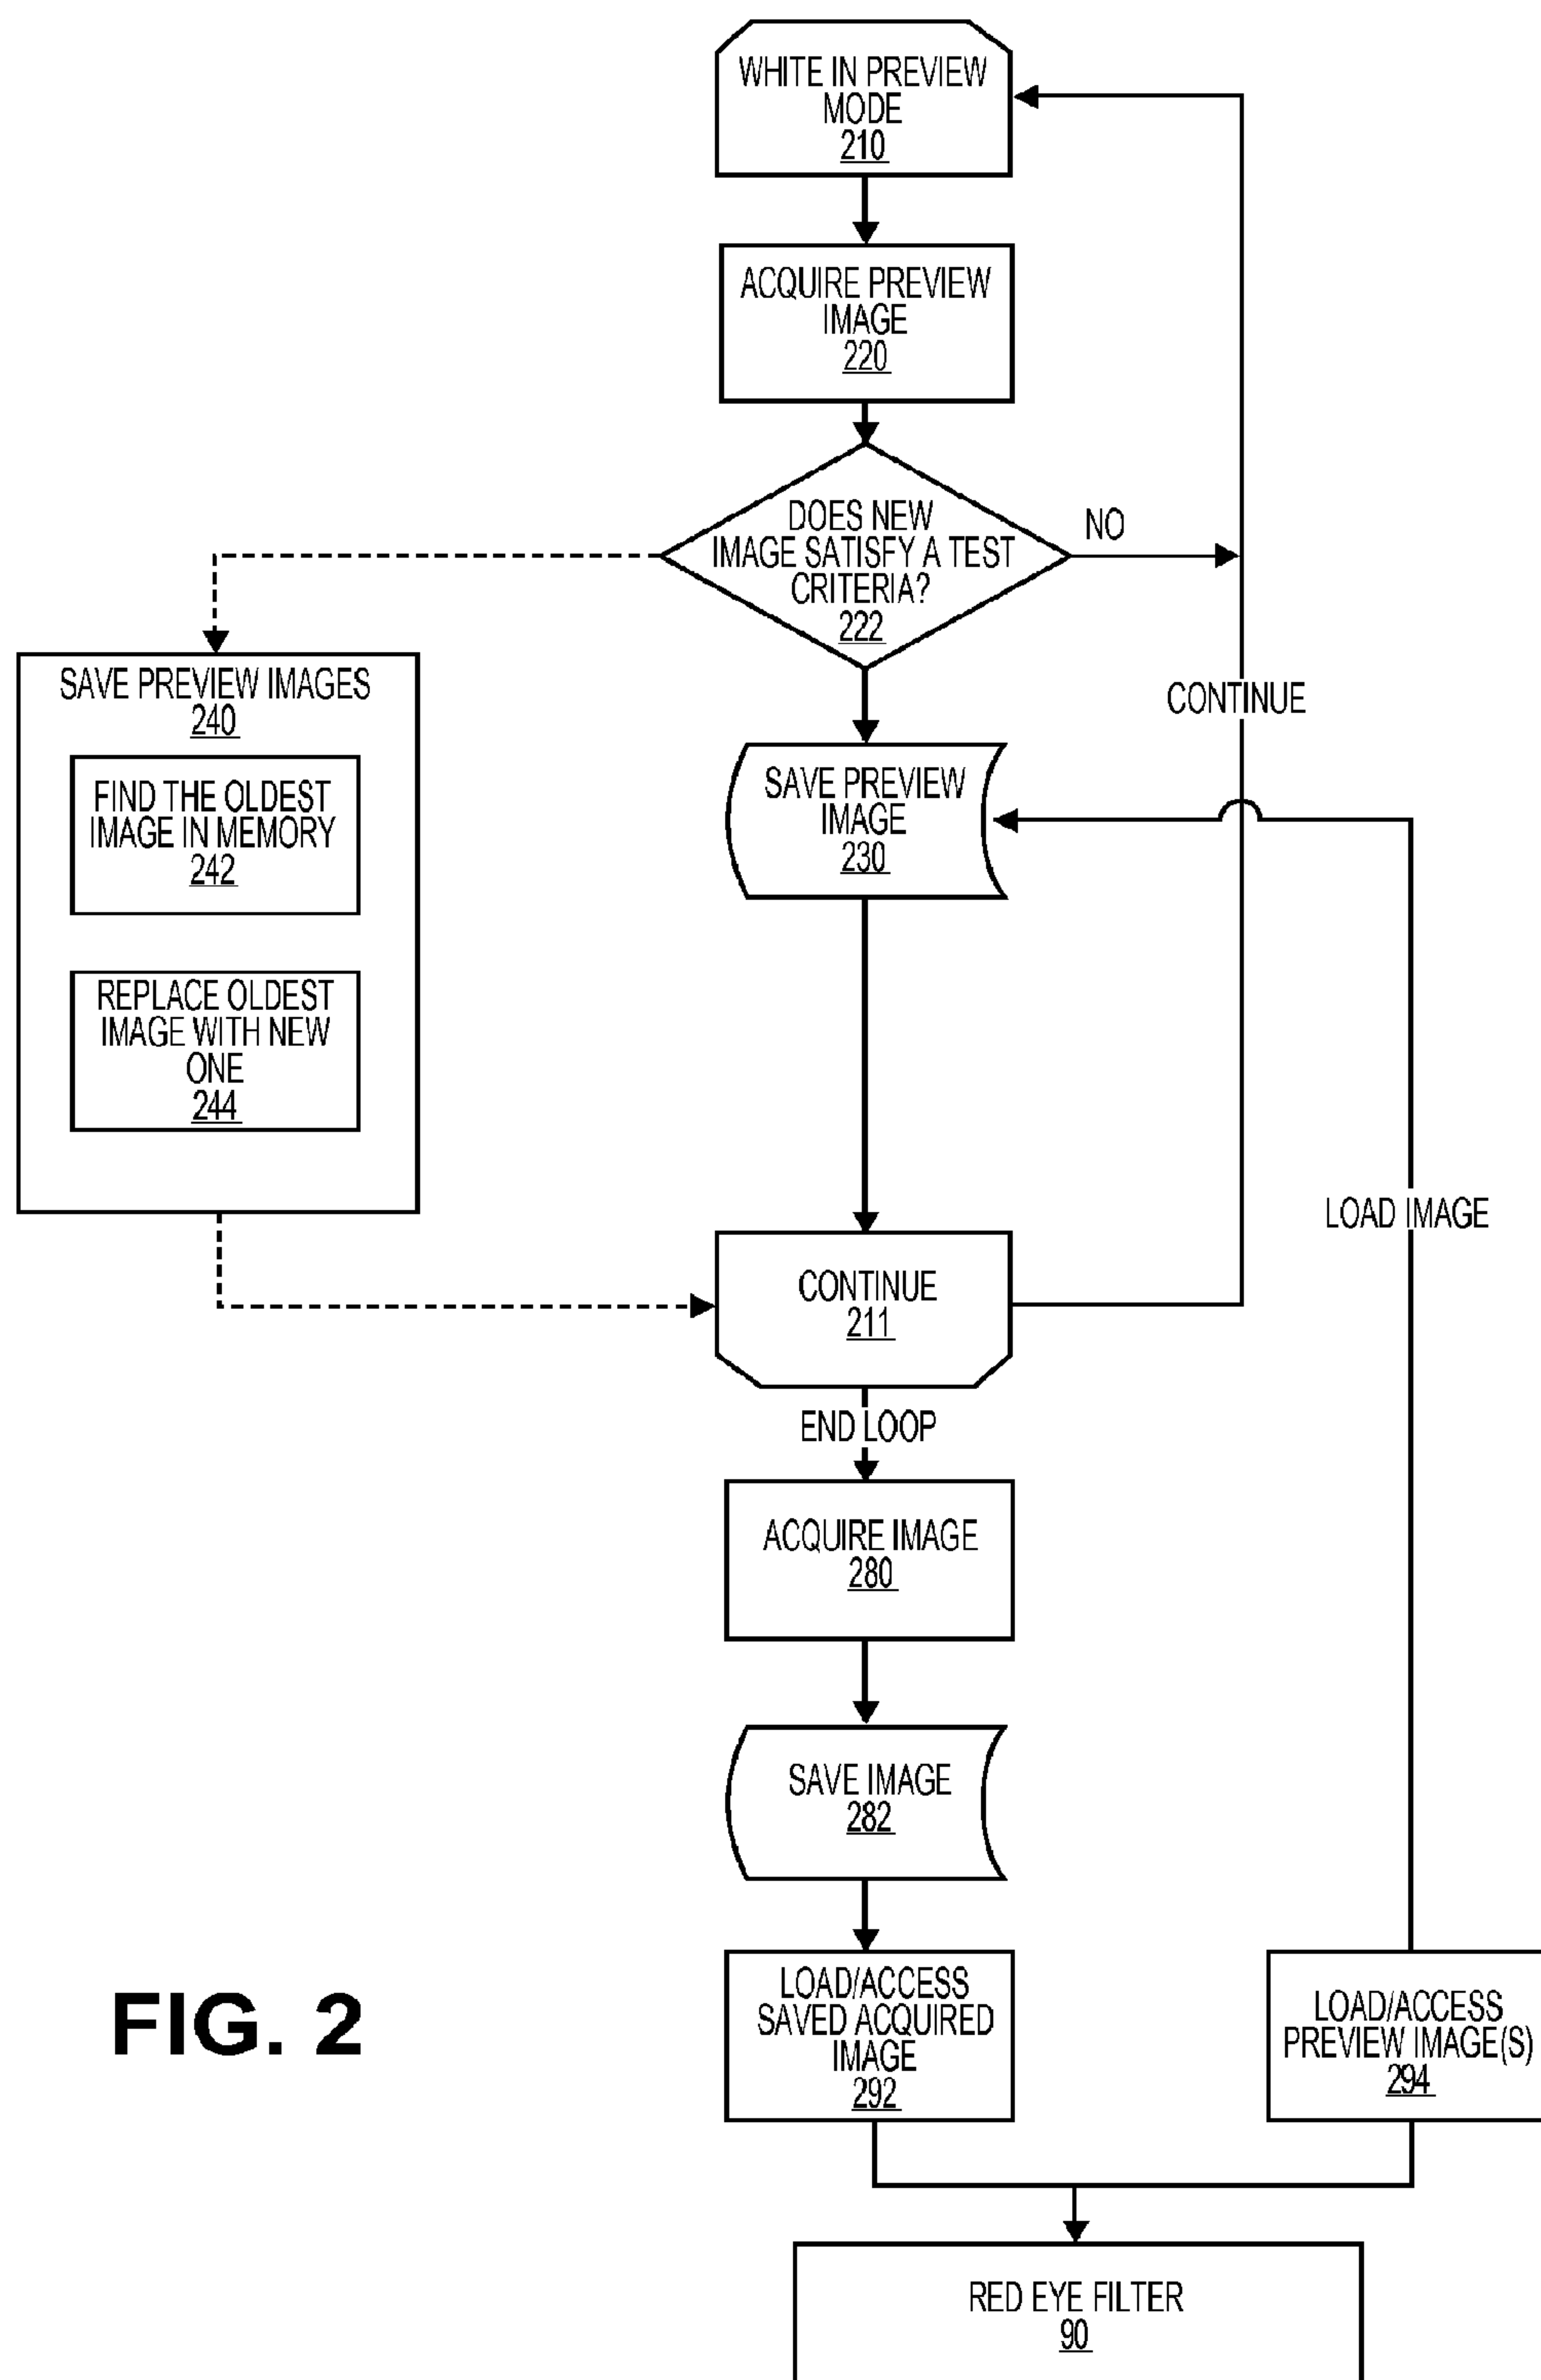 WHITE IN PREVIEW
MODE
210
ACQUIRE PREVIEW
IMAGE
220
DOES NEW
IMAGE SATISFY A TEST
CRITERIA?
222
NO
SAVE PREVIEW IMAGES
240
FIND THE OLDEST
IMAGE IN MEMORY
242
REPLACE OLDEST
IMAGE WITH NEW
ONE
244
CONTINUE
SAVE PREVIEW
IMAGE
230
LOAD IMAGE
CONTINUE
211
END LOOP
ACQUIRE IMAGE
280
SAVE IMAGE
282
LOAD/ACCESS
SAVED ACQUIRED
IMAGE
292
LOAD/ACCESS
PREVIEW IMAGE(S)
294
FIG. 2
RED EYE FILTER
90